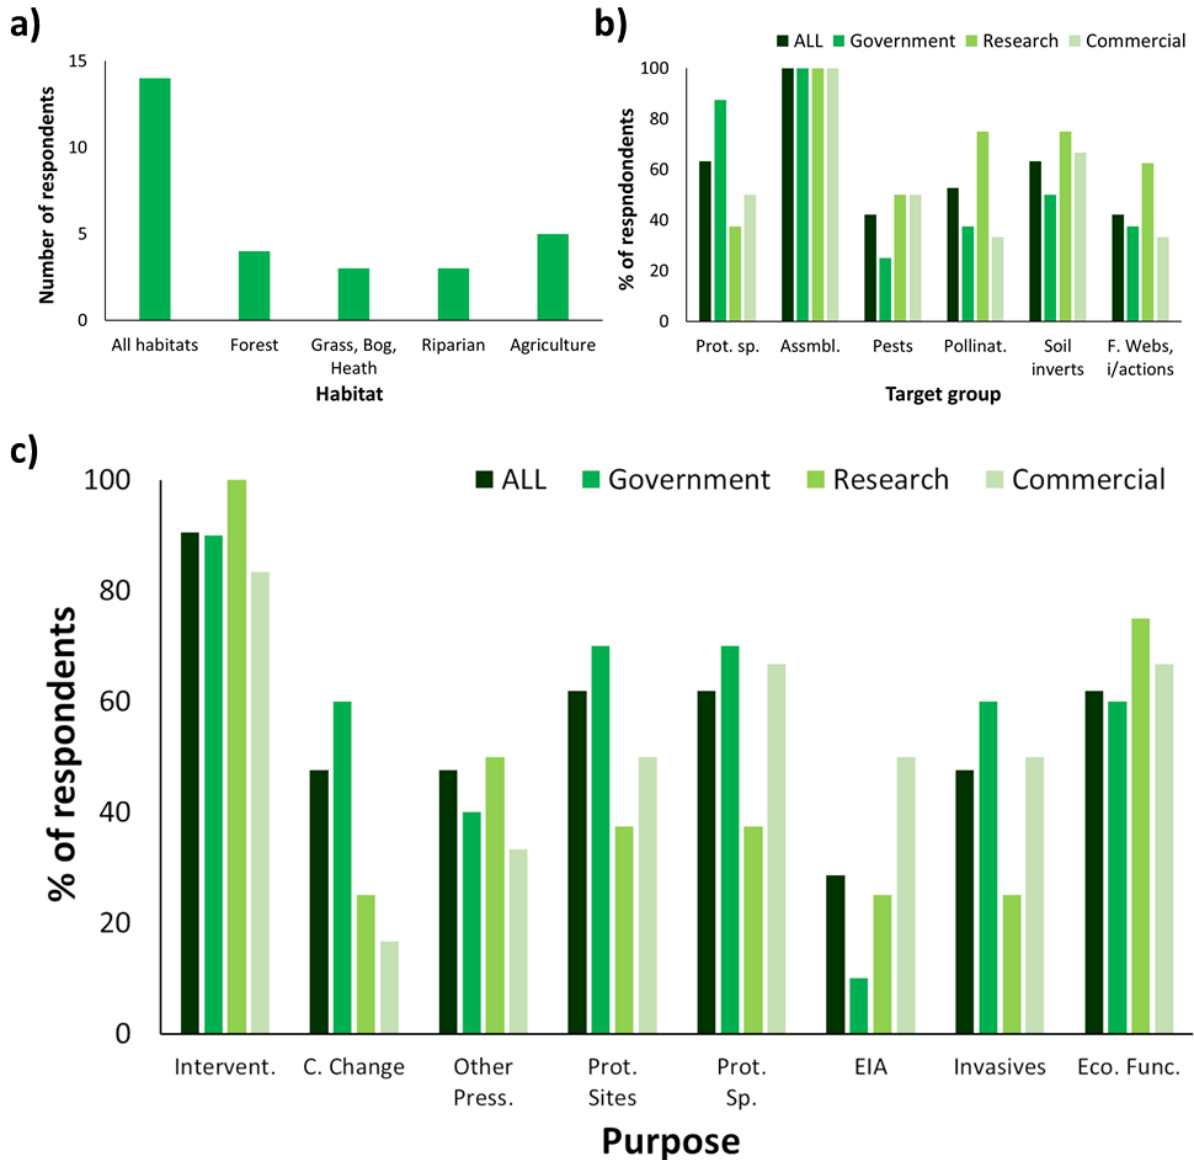 a)
15
10
5
0
Number of respondents
All habitats Forest Grass, Bog, Riparian Agriculture
Heath
Habitat
b)
ALL Government Research Commercial
100
80
60
40
20
0
% of respndondents
Prot. sp. Assmbl. Pests Pollinat. Soil F. Webs,
inverts i/actions
Target group
c)
ALL Government Research Commercial
100
80
60
40
20
0
% of respondents
Intervent. C. Change Other Prot. Prot. EIA Invasives Eco. Func.
Press. Sites Sp.
Purpose